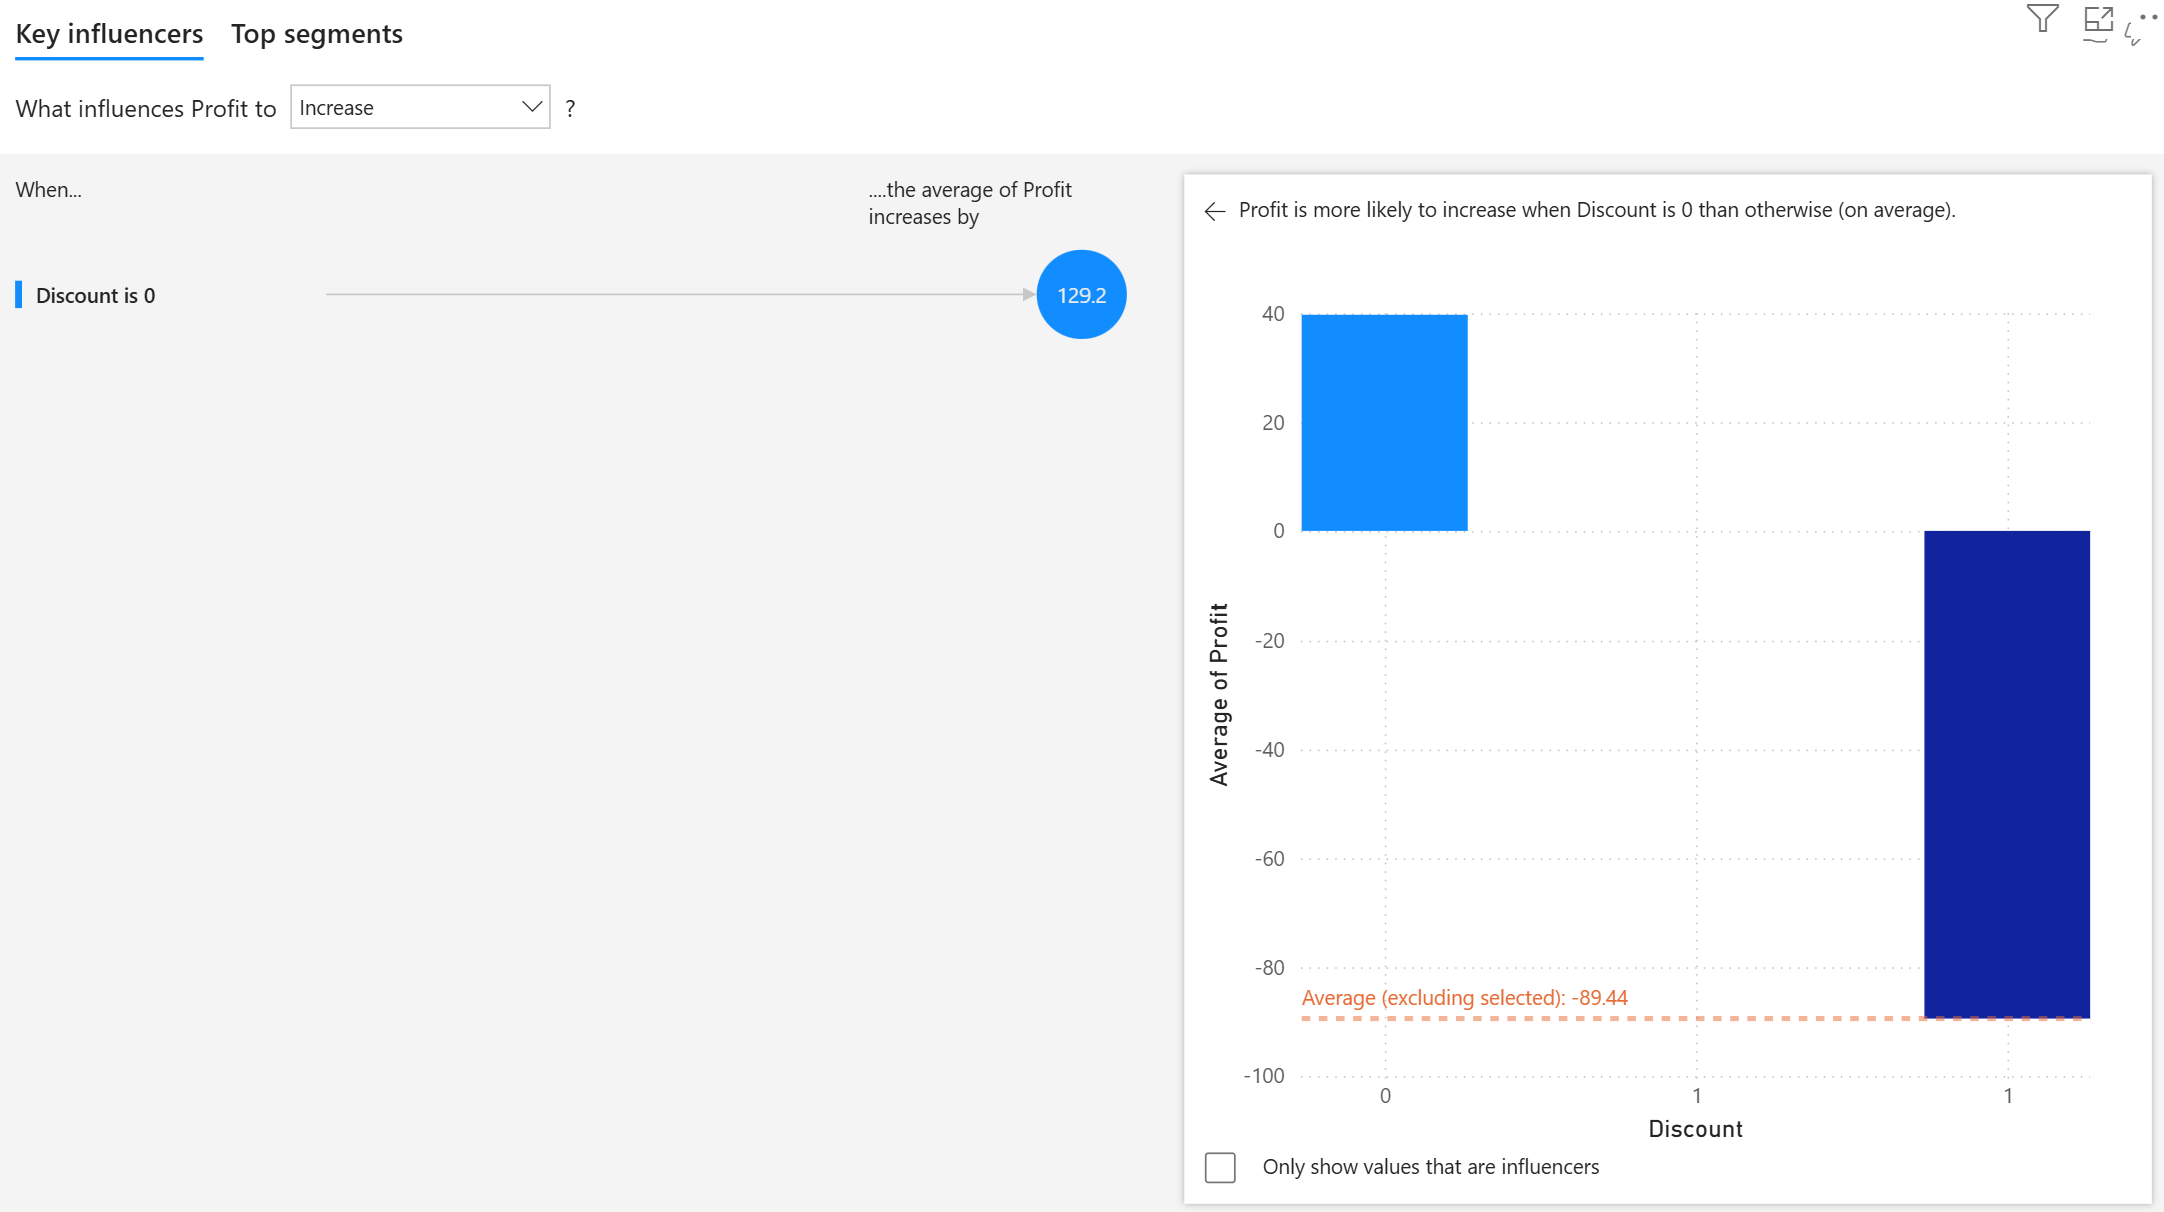 Key influencers Top segments
What influences Profit to Increase ?
When...
....the average of Profit
increases by
Discount is 0
129.2
Profit is more likely to increase when Discount is 0 than otherwise (on average).
40
20
0
-20
-40
-60
-80
-100
Average of Profit
Average (excluding selected): -89.44
0 1 1
Discount
Only show values that are influencers